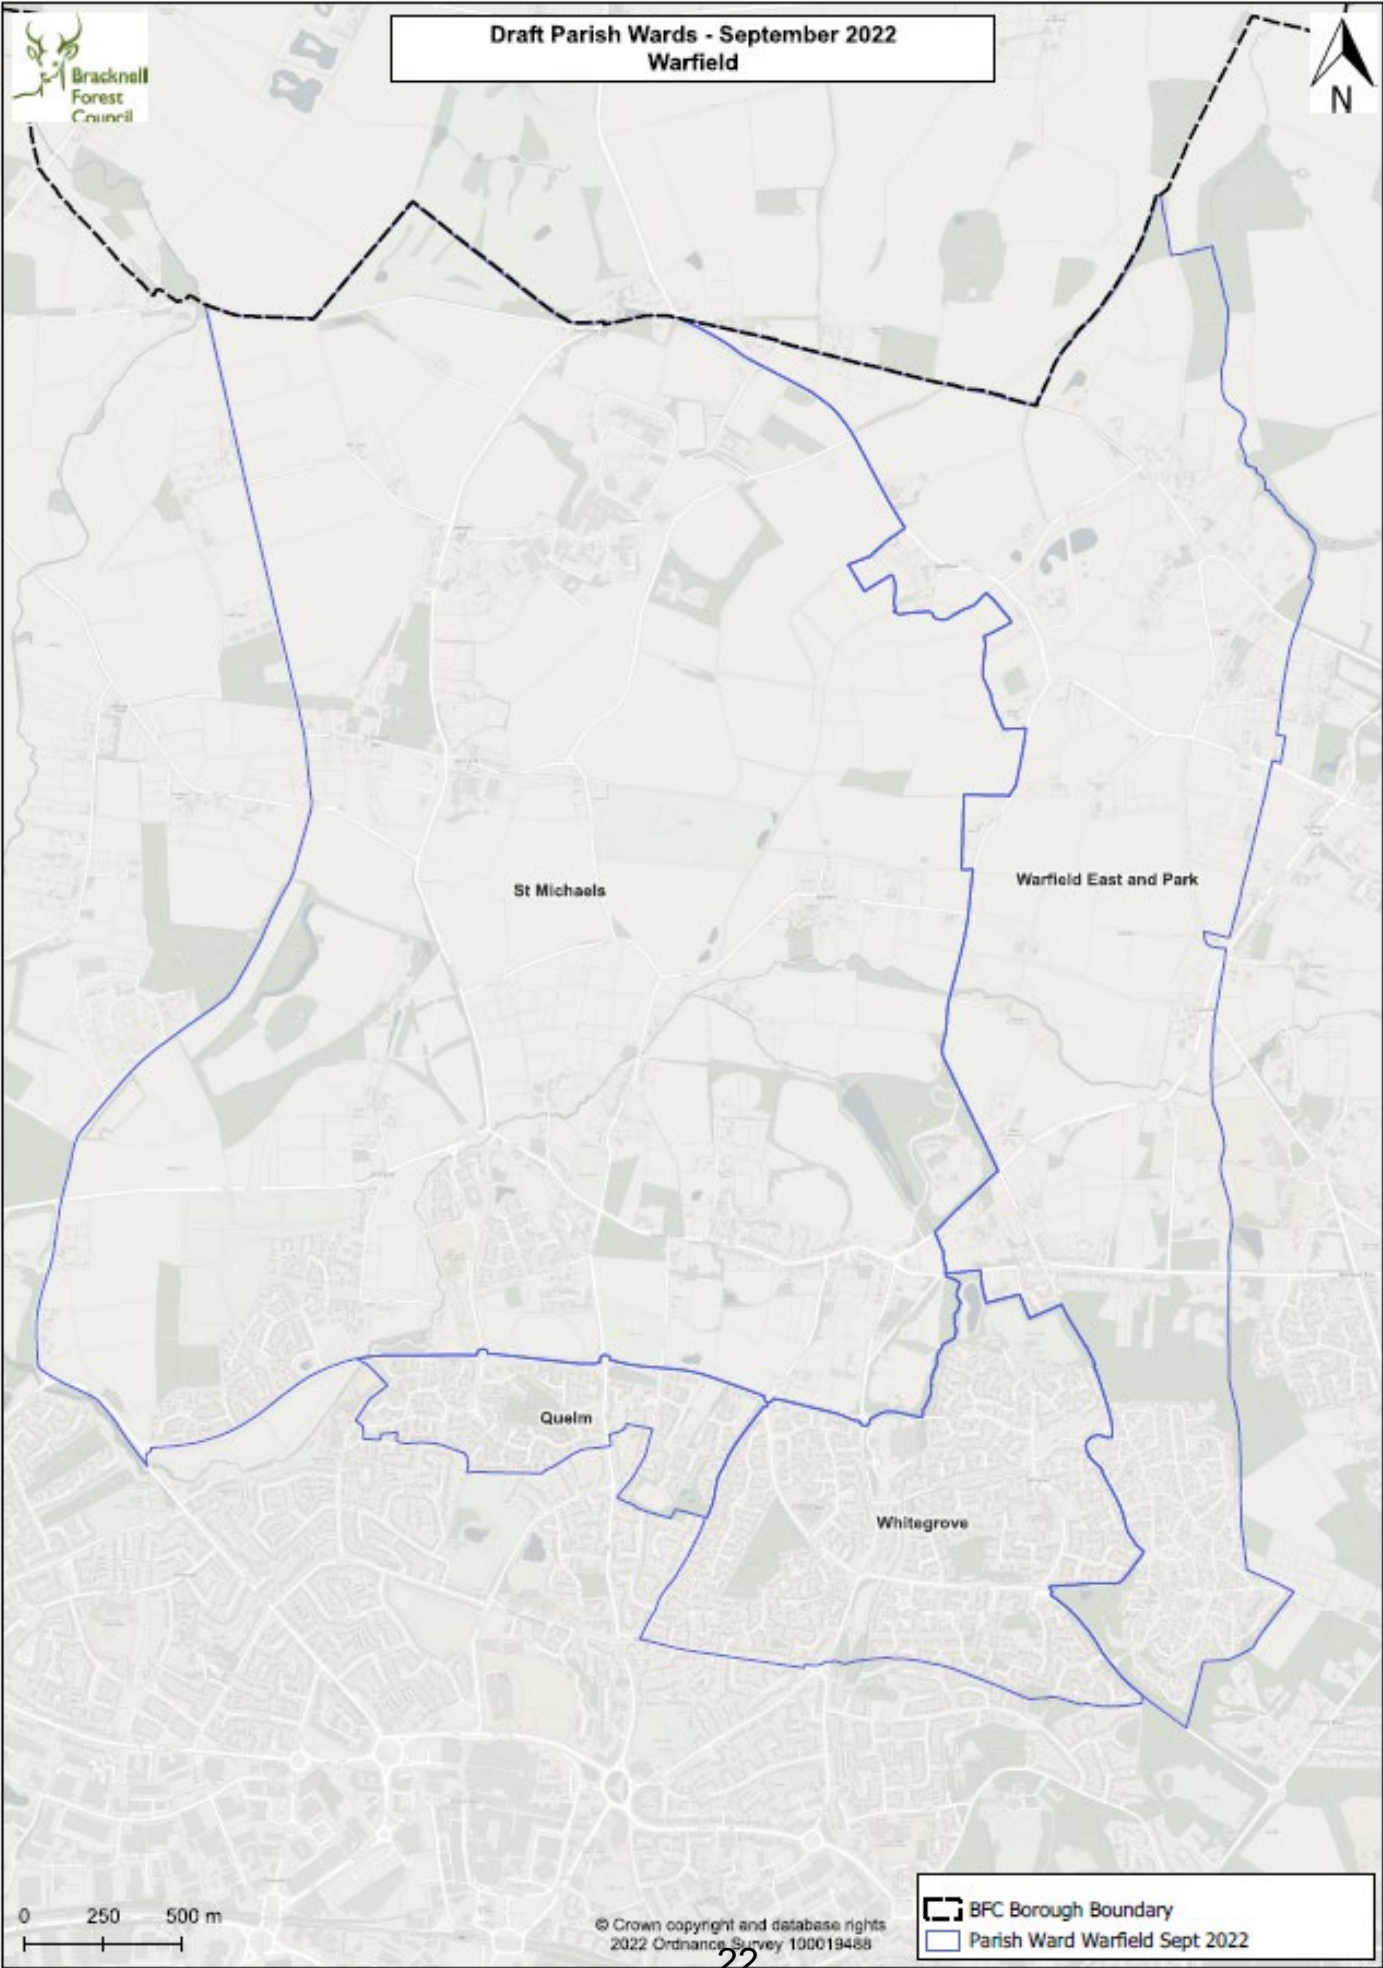 Bracknell
Forest
Council
Draft Parish Wards - September 2022
Warfield
N
St Michaels
Warfield East and Park
Quelm
Whitegrove
0 250 500 m
© Crown copyright and database rights
2022 Ordnance Survey 100019488
BFC Borough Boundary
Parish Ward Warfield Sept 2022
22